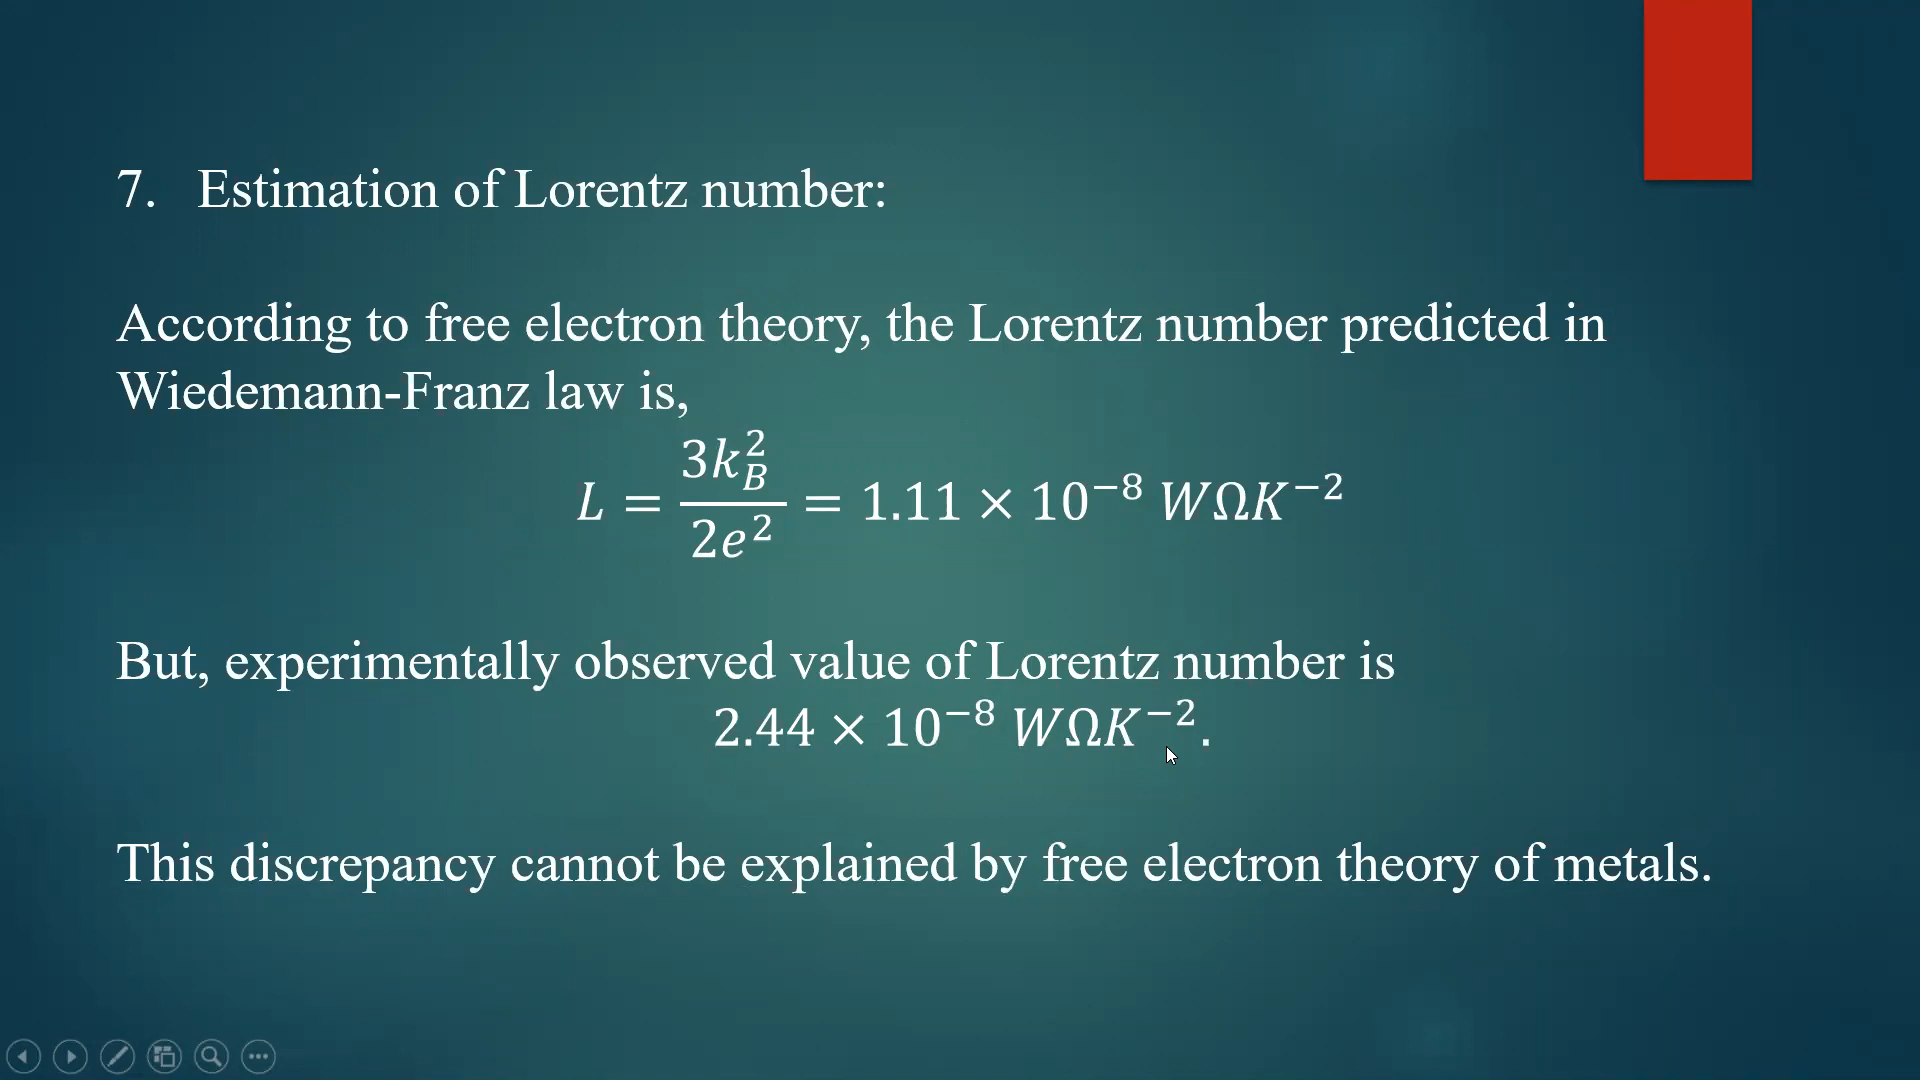 7. Estimation of Lorentz number:
According to free electron theory, the Lorentz number predicted in
Wiedemann-Franz law is,
L = \frac{3k_B^2}{2e^2} = 1.11 × 10^{−8} WΩK^{−2}
But, experimentally observed value of Lorentz number is
2.44 × 10^{−8} WΩK^{−2}.
This discrepancy cannot be explained by free electron theory of metals.